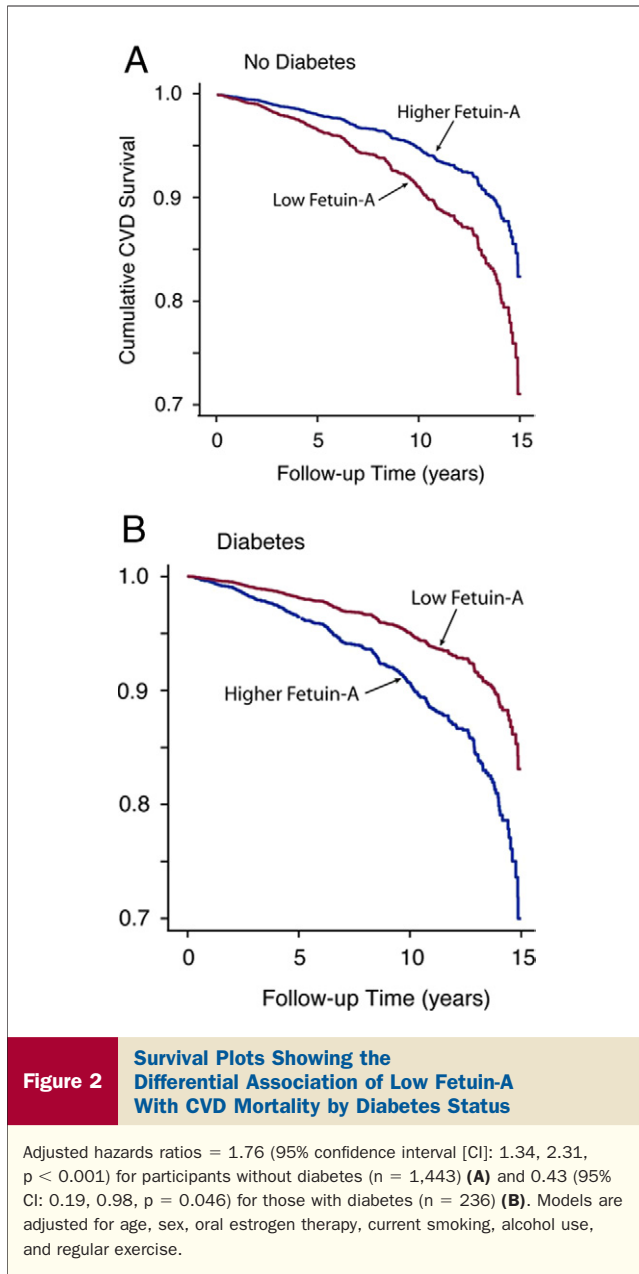 A
No Diabetes
1.0
0.9
0.8
0.7
Cumulative CVD Survival
Higher Fetuin-A
Low Fetuin-A
0
5
10
15
Follow-up Time (years)
B
Diabetes
1.0
0.9
0.8
0.7
Low Fetuin-A
Higher Fetuin-A
0
5
10
15
Follow-up Time (years)
Figure 2
Survival Plots Showing the
Differential Association of Low Fetuin-A
With CVD Mortality by Diabetes Status
Adjusted hazards ratios = 1.76 (95% confidence interval [CI]: 1.34, 2.31,
p < 0.001) for participants without diabetes (n = 1,443) (A) and 0.43 (95%
CI: 0.19, 0.98, p = 0.046) for those with diabetes (n = 236) (B). Models are
adjusted for age, sex, oral estrogen therapy, current smoking, alcohol use,
and regular exercise.